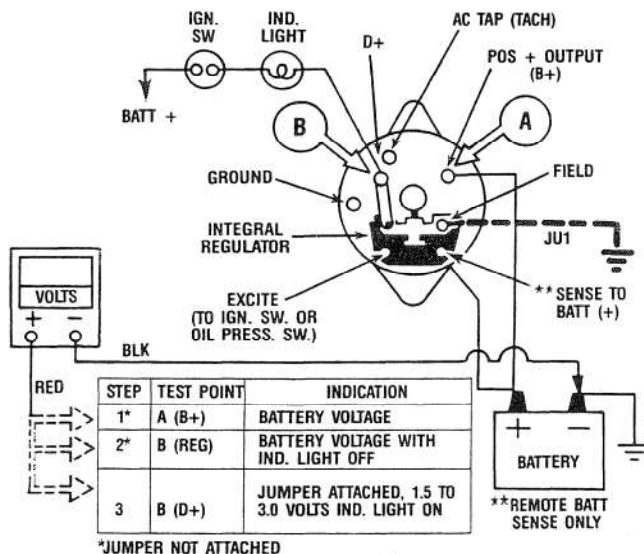 IGN.
SW
IND.
LIGHT
D+
AC TAP (TACH)
POS + OUTPUT
(B+)
BATT +
B
A
GROUND
FIELD
INTEGRAL
REGULATOR
JU1
VOLTS
+ −
EXCITE
(TO IGN. SW. OR
OIL PRESS. SW.)
**SENSE TO
BATT (+)
BLK
RED
STEP TEST POINT INDICATION
1* A (B+) BATTERY VOLTAGE
2* B (REG) BATTERY VOLTAGE WITH
IND. LIGHT OFF
3 B (D+) JUMPER ATTACHED, 1.5 TO
3.0 VOLTS IND. LIGHT ON
*JUMPER NOT ATTACHED
+ −
BATTERY
**REMOTE BATT
SENSE ONLY